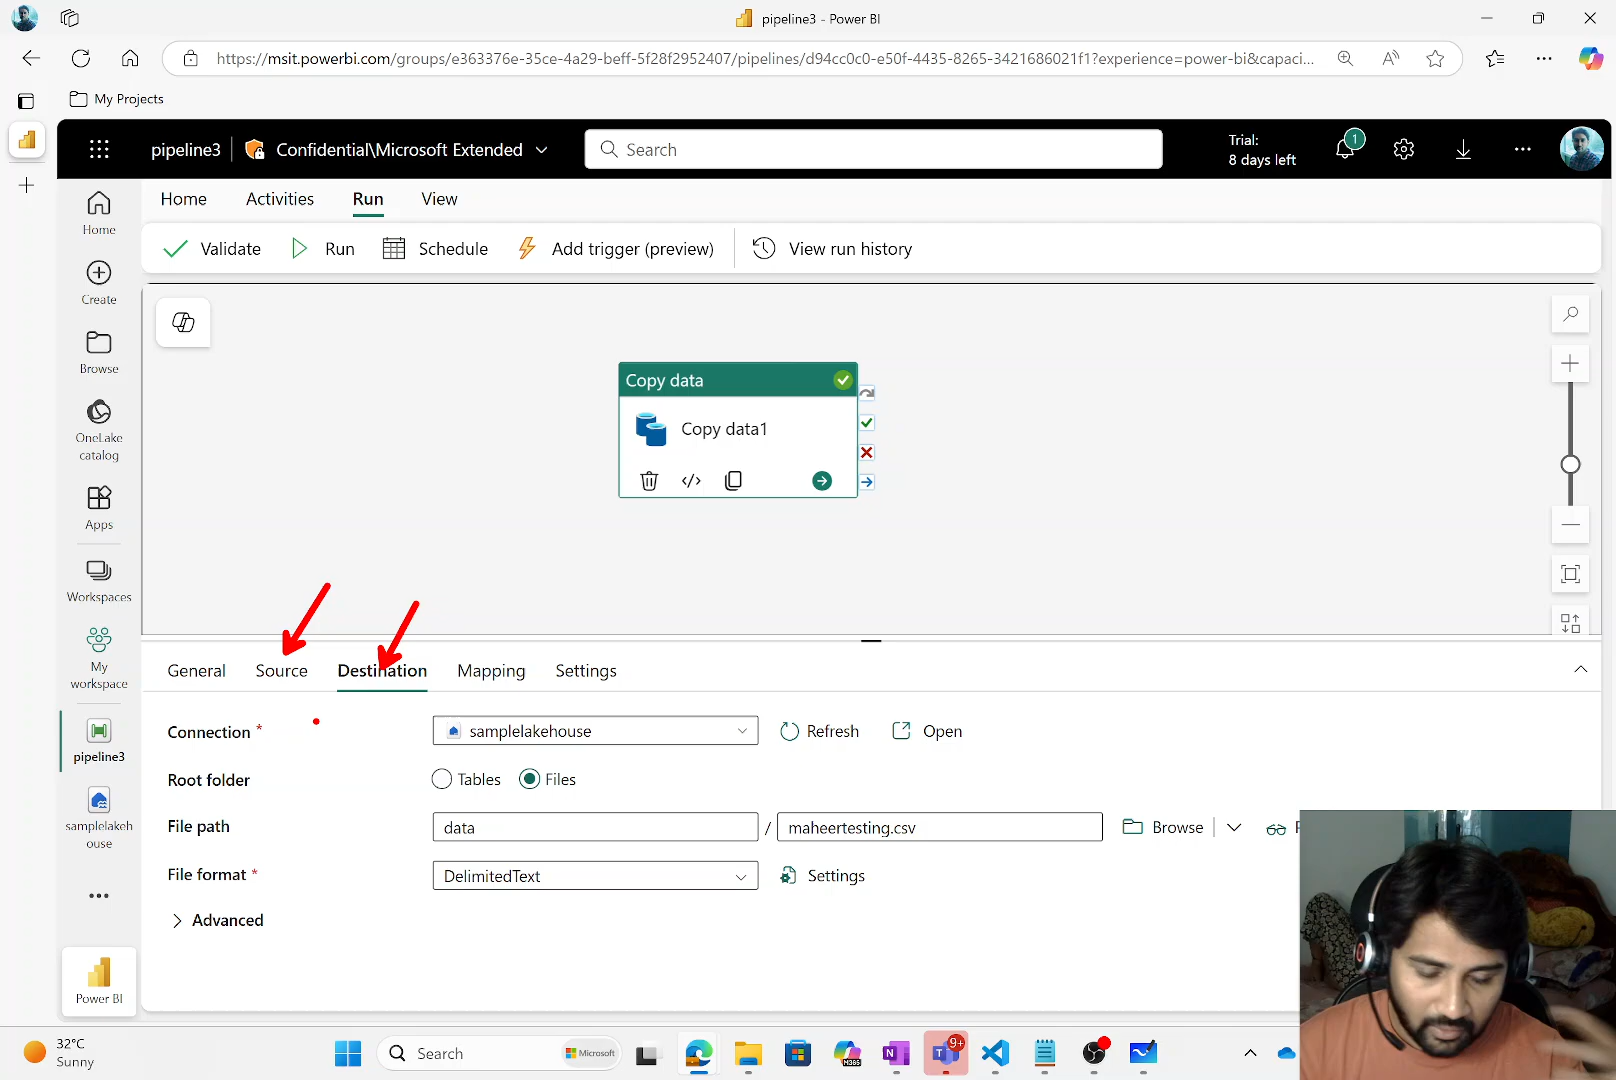 pipeline3 - Power BI
https://msit.powerbi.com/groups/e363376e-35ce-4a29-beff-5f28f2952407/pipelines/d94cc0c0-e50f-4435-8265-3421686021f1?experience=power-bi&capaci...
My Projects
pipeline3
Confidential\Microsoft Extended
Search
Trial:
8 days left
1
Home
Activities
Run
View
Validate
Run
Schedule
Add trigger (preview)
View run history
Home
Create
Browse
OneLake
catalog
Apps
Workspaces
My
workspace
pipeline3
samplelakeh
ouse
Power BI
Copy data
Copy data1
General
Source
Destination
Mapping
Settings
Connection *
samplelakehouse
Refresh
Open
Root folder
Tables
Files
File path
data
/
maheertesting.csv
Browse
File format *
DelimitedText
Settings
Advanced
32°C
Sunny
Search
Microsoft
M365
N
9+